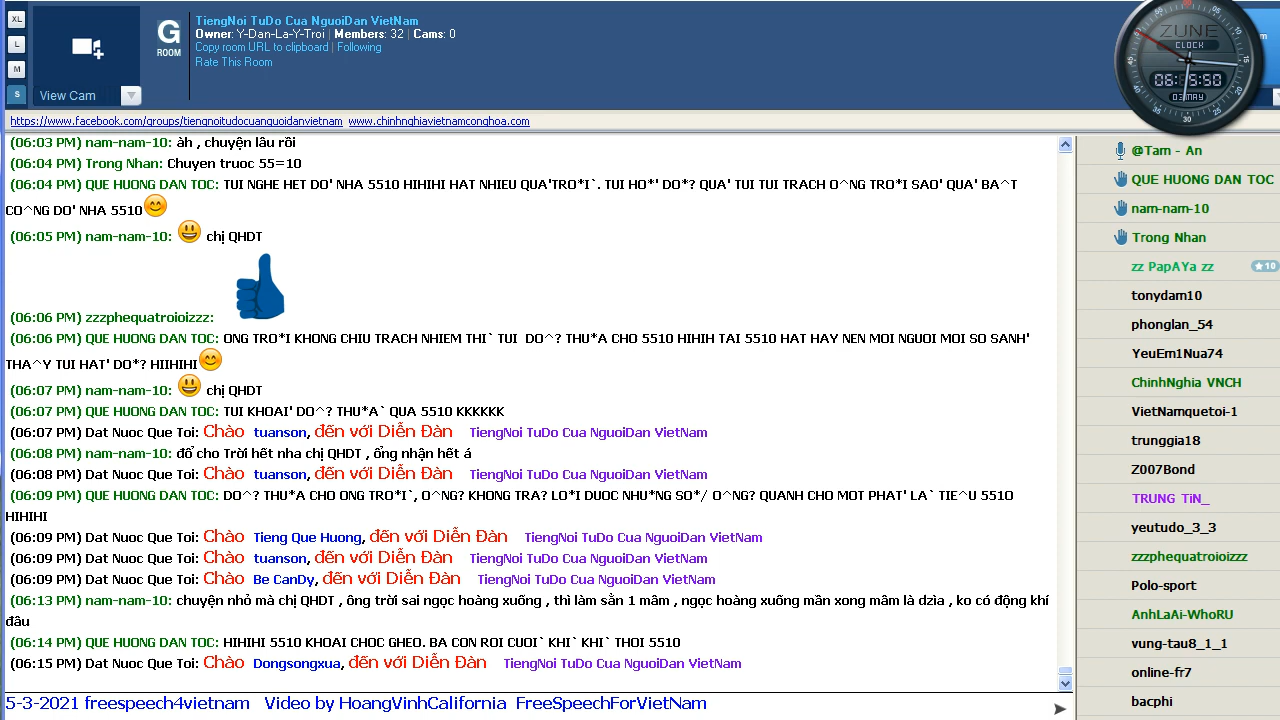 XL
L
M
S
View Cam
G
ROOM
TiengNoi TuDo Cua NguoiDan VietNam
Owner: Y-Dan-La-Y-Troi | Members: 32 | Cams: 0
Copy room URL to clipboard | Following
Rate This Room
ZUNE
CLOCK
03MAY
https://www.facebook.com/groups/tiengnoitudocuanguoidanvietnam www.chinhnghiavietnamconghoa.com
(06:03 PM) nam-nam-10: àh , chuyện lâu rồi
(06:04 PM) Trong Nhan: Chuyen truoc 55=10
(06:04 PM) QUE HUONG DAN TOC: TUI NGHE HET DO' NHA 5510 HIHIHI HAT NHIEU QUA'TRO*I`. TUI HO*' DO*? QUA' TUI TUI TRACH O^NG TRO*I SAO' QUA' BA^T
CO^NG DO' NHA 5510
(06:05 PM) nam-nam-10: chị QHDT
(06:06 PM) zzzphequatroioizzz:
(06:06 PM) QUE HUONG DAN TOC: ONG TRO*I KHONG CHIU TRACH NHIEM THI` TUI DO^? THU*A CHO 5510 HIHIH TAI 5510 HAT HAY NEN MOI NGUOI MOI SO SANH'
THA^Y TUI HAT' DO*? HIIHIHI
(06:07 PM) nam-nam-10: chị QHDT
(06:07 PM) QUE HUONG DAN TOC: TUI KHOAI' DO^? THU*A` QUA 5510 KKKKKK
(06:07 PM) Dat Nuoc Que Toi: Chào tuanson, đến với Diễn Đàn TiengNoi TuDo Cua NguoiDan VietNam
(06:08 PM) nam-nam-10: đổ cho Trời hết nha chị QHDT , ổng nhận hết á
(06:08 PM) Dat Nuoc Que Toi: Chào tuanson, đến với Diễn Đàn TiengNoi TuDo Cua NguoiDan VietNam
(06:09 PM) QUE HUONG DAN TOC: DO^? THU*A CHO ONG TRO*I`, O^NG? KHONG TRA? LO*I DUOC NHU*NG SO*/ O^NG? QUANH CHO MOT PHAT' LA` TIE^U 5510
HIHIHI
(06:09 PM) Dat Nuoc Que Toi: Chào Tieng Que Huong, đến với Diễn Đàn TiengNoi TuDo Cua NguoiDan VietNam
(06:09 PM) Dat Nuoc Que Toi: Chào tuanson, đến với Diễn Đàn TiengNoi TuDo Cua NguoiDan VietNam
(06:09 PM) Dat Nuoc Que Toi: Chào Be CanDy, đến với Diễn Đàn TiengNoi TuDo Cua NguoiDan VietNam
(06:13 PM) nam-nam-10: chuyện nhỏ mà chị QHDT , ông trời sai ngọc hoàng xuống , thì làm sẳn 1 mâm , ngọc hoàng xuống mần xong mâm là dzìa , ko có động khí
đâu
(06:14 PM) QUE HUONG DAN TOC: HIHIHI 5510 KHOAI CHOC GHEO. BA CON ROI CUOI` KHI` KHI` THOI 5510
(06:15 PM) Dat Nuoc Que Toi: Chào Dongsongxua, đến với Diễn Đàn TiengNoi TuDo Cua NguoiDan VietNam
5-3-2021 freespeech4vietnam Video by HoangVinhCalifornia FreeSpeechForVietNam
@Tam - An
QUE HUONG DAN TOC
nam-nam-10
Trong Nhan
zz PapAYa zz ★10
tonydam10
phonglan_54
YeuEm1Nua74
ChinhNghia VNCH
VietNamquetoi-1
trunggia18
Z007Bond
TRUNG TiN_
yeutudo_3_3
zzzphequatroioizzz
Polo-sport
AnhLaAi-WhoRU
vung-tau8_1_1
online-fr7
bacphi